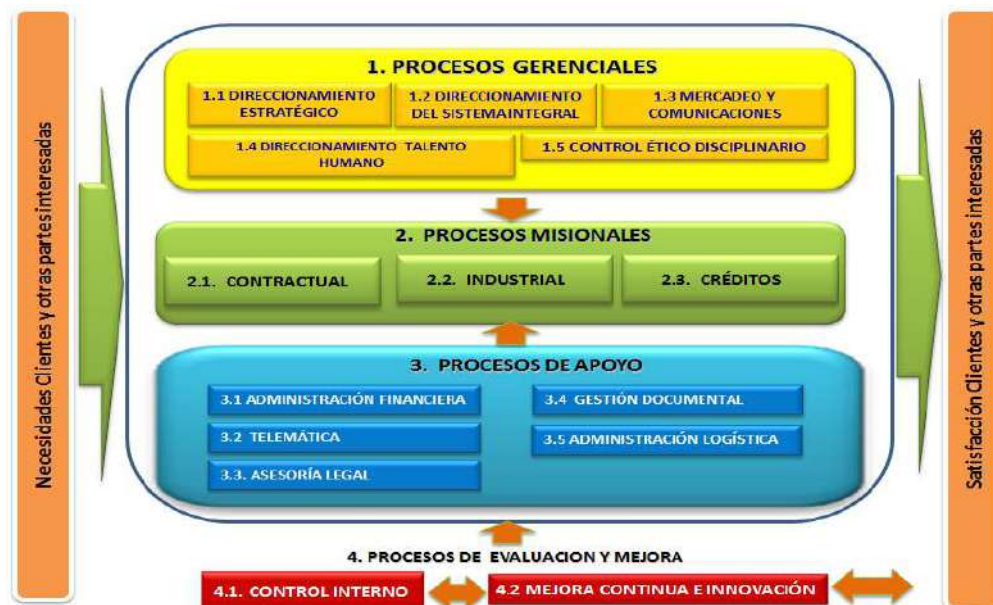 Necesidades Clientes y otras partes interesadas
1. PROCESOS GERENCIALES
1.1 DIRECCIONAMIENTO
ESTRATÉGICO
1.2 DIRECCIONAMIENTO
DEL SISTEMA INTEGRAL
1.3 MERCADEO Y
COMUNICACIONES
1.4 DIRECCIONAMIENTO TALENTO
HUMANO
1.5 CONTROL ÉTICO DISCIPLINARIO
2. PROCESOS MISIONALES
2.1. CONTRACTUAL
2.2. INDUSTRIAL
2.3. CRÉDITOS
3. PROCESOS DE APOYO
3.1 ADMINISTRACIÓN FINANCIERA
3.2 TELEMÁTICA
3.3. ASESORÍA LEGAL
3.4 GESTIÓN DOCUMENTAL
3.5 ADMINISTRACIÓN LOGÍSTICA
4. PROCESOS DE EVALUACION Y MEJORA
4.1. CONTROL INTERNO
4.2 MEJORA CONTINUA E INNOVACIÓN
Satisfacción Clientes y otras partes interesadas